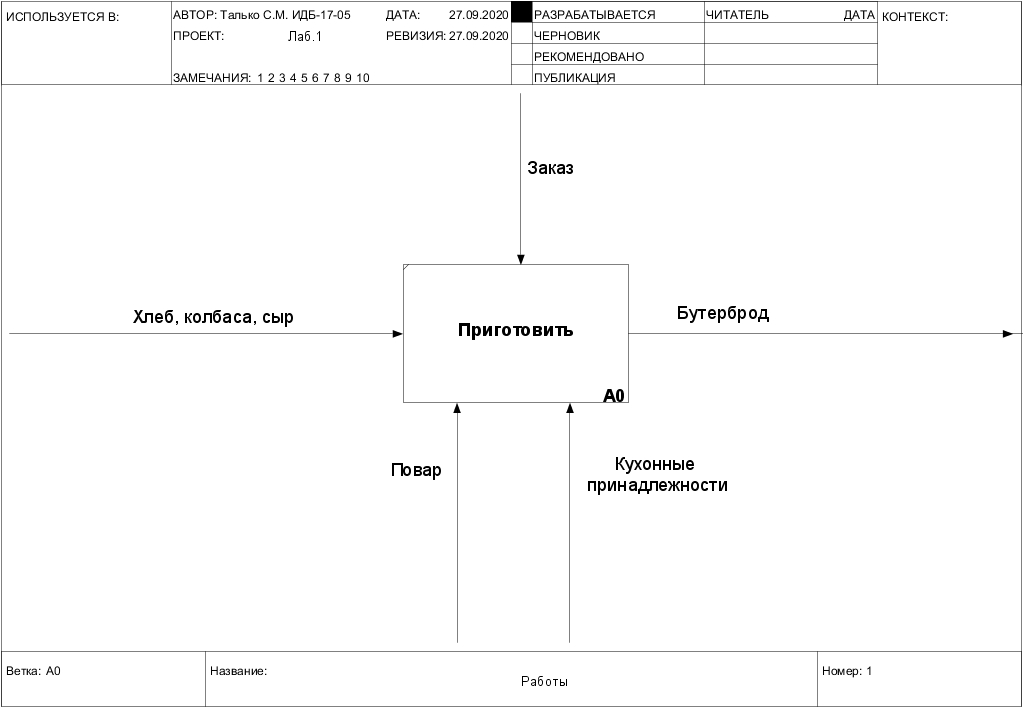 ИСПОЛЬЗУЕТСЯ В:
АВТОР: Талько С.М. ИДБ-17-05
ДАТА: 27.09.2020
РАЗРАБАТЫВАЕТСЯ
ЧИТАТЕЛЬ
ДАТА
КОНТЕКСТ:
ПРОЕКТ: Лаб.1
РЕВИЗИЯ: 27.09.2020
ЧЕРНОВИК
РЕКОМЕНДОВАНО
ЗАМЕЧАНИЯ: 1 2 3 4 5 6 7 8 9 10
ПУБЛИКАЦИЯ
Заказ
Хлеб, колбаса, сыр
Бутерброд
Приготовить
A0
Повар
Кухонные
принадлежности
Ветка: A0
Название:
Работы
Номер: 1